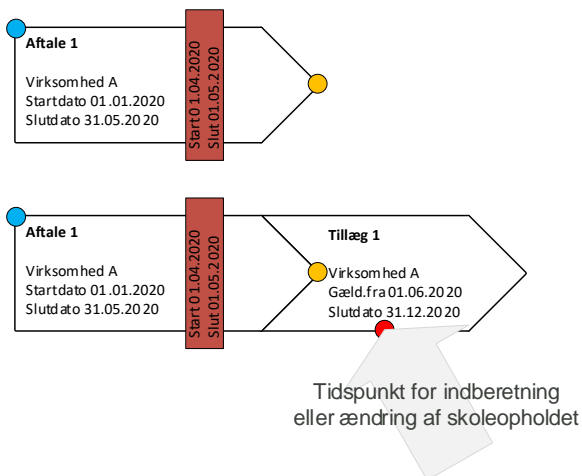 Aftale 1
Virksomhed A
Startdato 01.01.2020
Slutdato 31.05.2020
Start 01.04.2020
Slut 01.05.2020
Aftale 1
Virksomhed A
Startdato 01.01.2020
Slutdato 31.05.2020
Start 01.04.2020
Slut 01.05.2020
Tillæg 1
Virksomhed A
Gæld.fra 01.06.2020
Slutdato 31.12.2020
Tidspunkt for indberetning
eller ændring af skoleopholdet